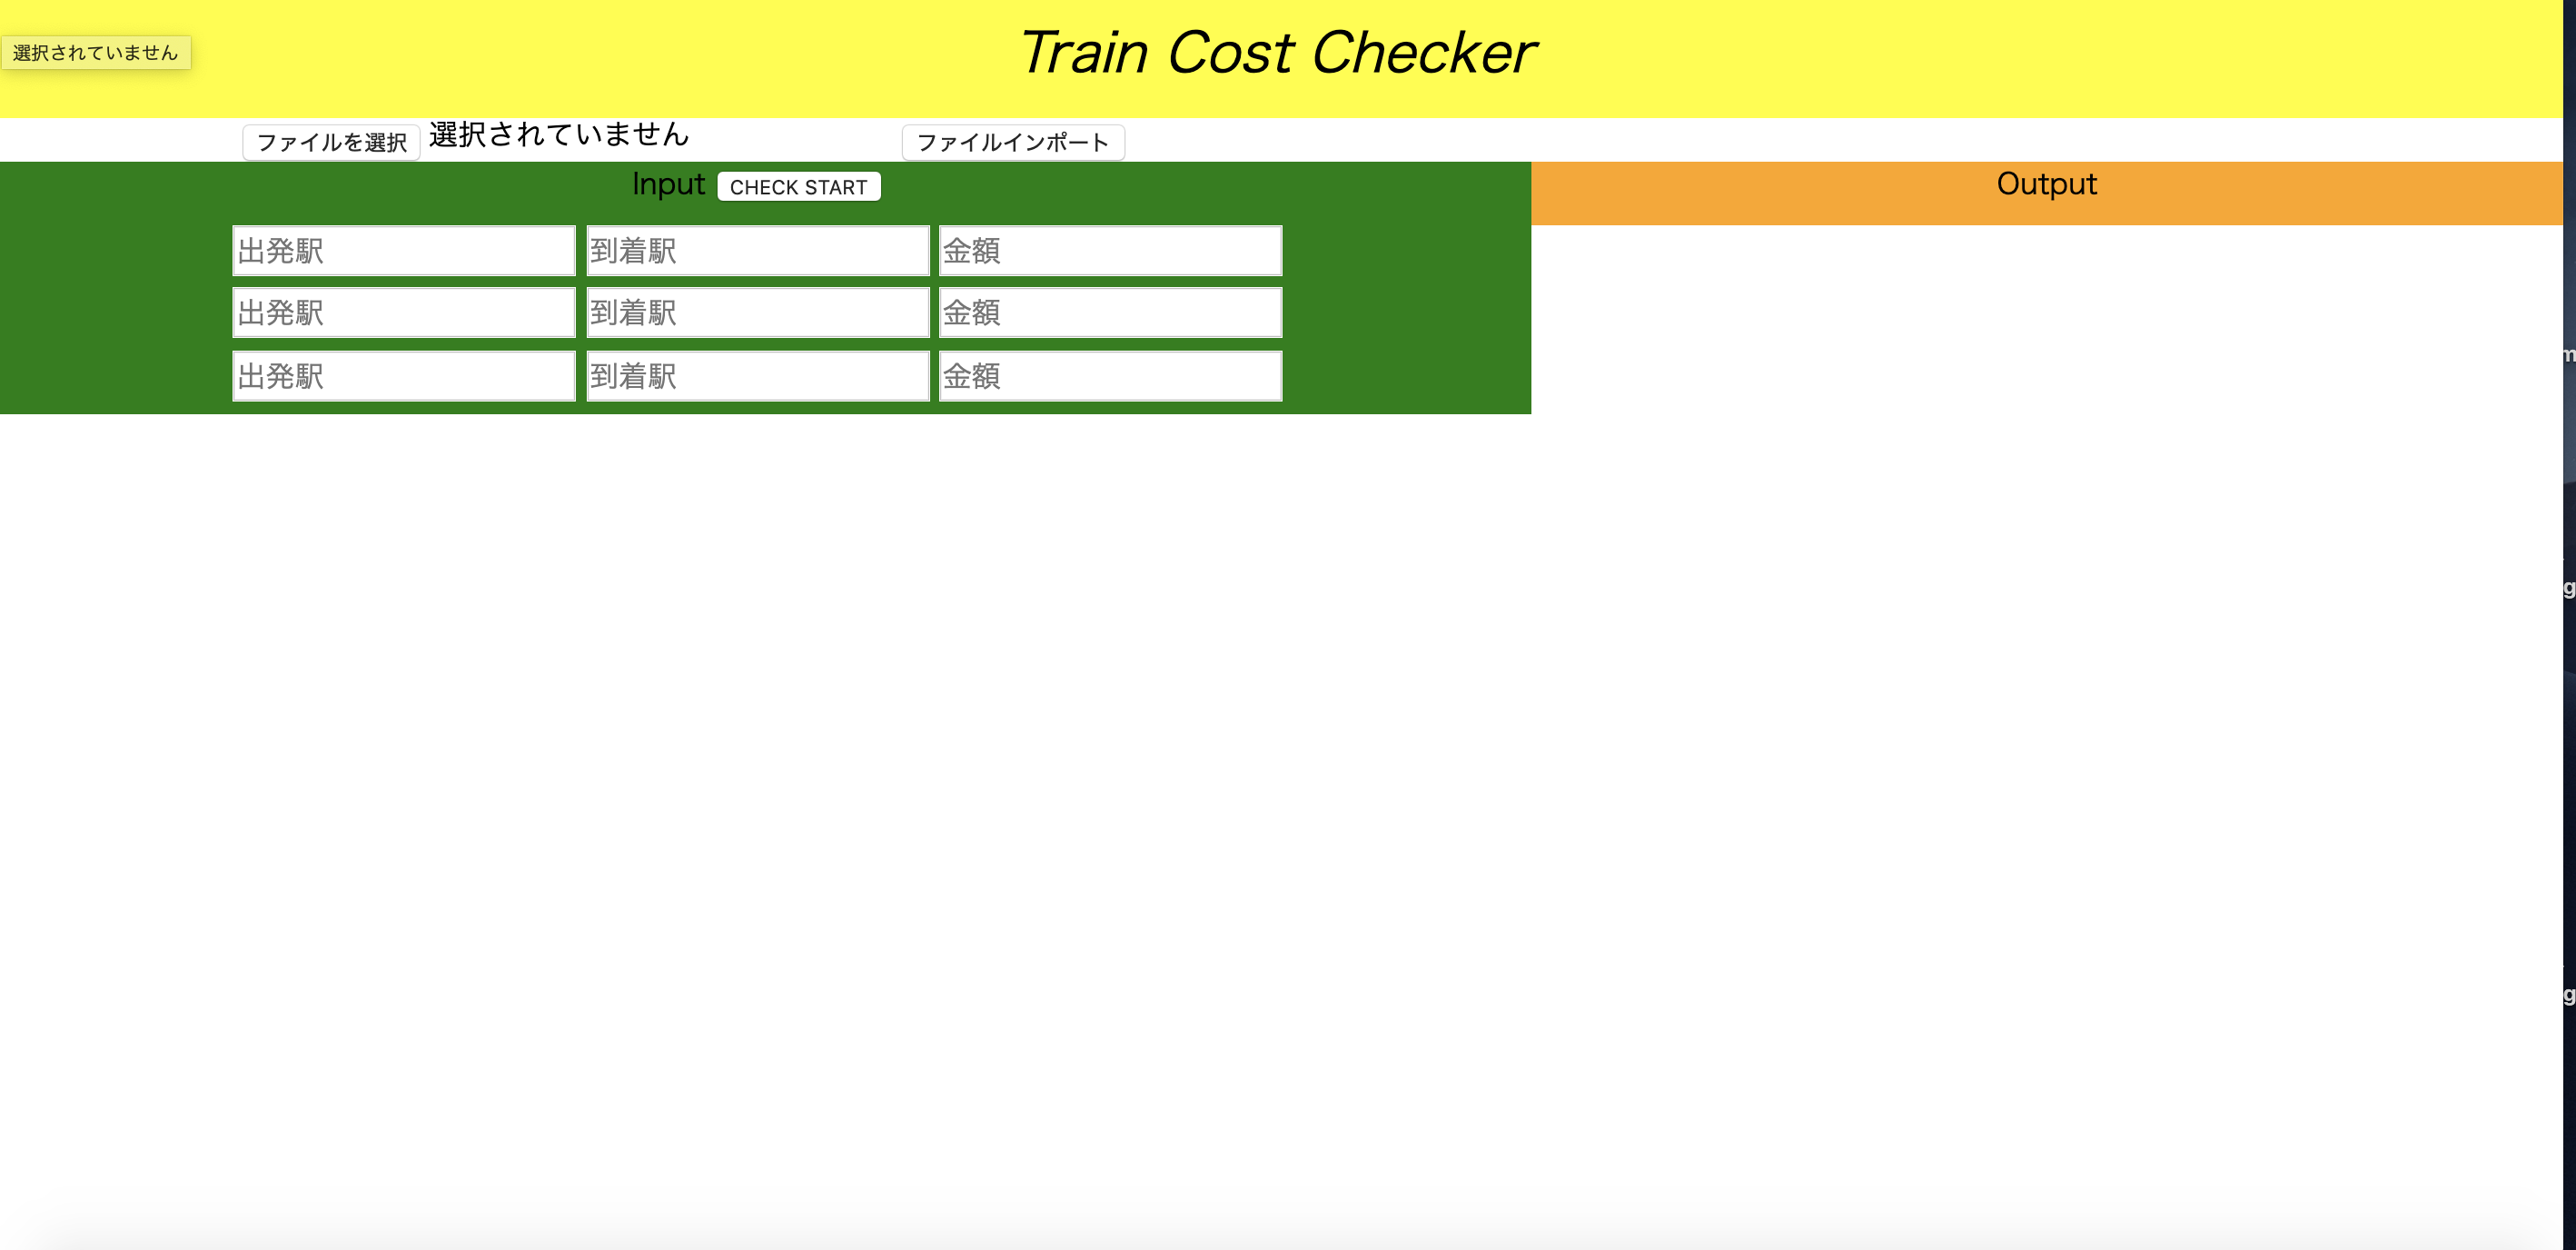 Train Cost Checker
選択されていません
ファイルを選択 選択されていません ファイルインポート
Input CHECK START
Output
出発駅 到着駅 金額
出発駅 到着駅 金額
出発駅 到着駅 金額
m
g
g